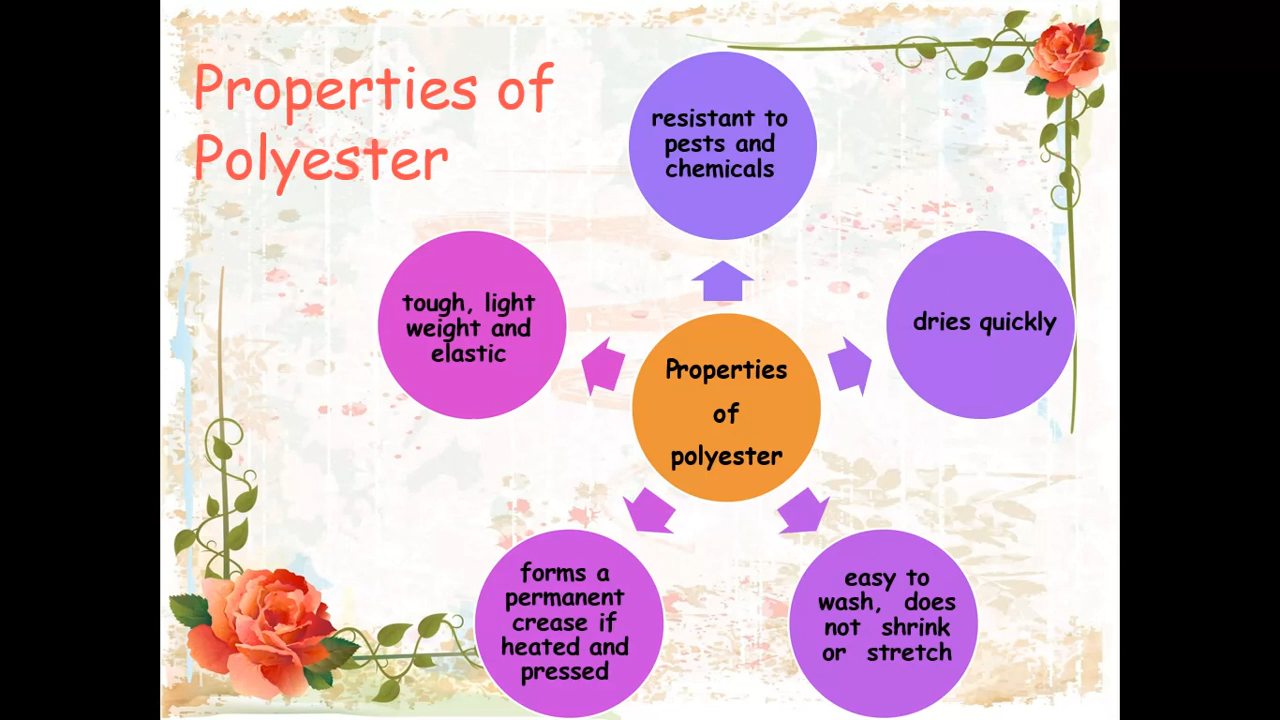 Properties of
Polyester
resistant to
pests and
chemicals
dries quickly
easy to
wash, does
not shrink
or stretch
forms a
permanent
crease if
heated and
pressed
tough, light
weight and
elastic
Properties
of
polyester